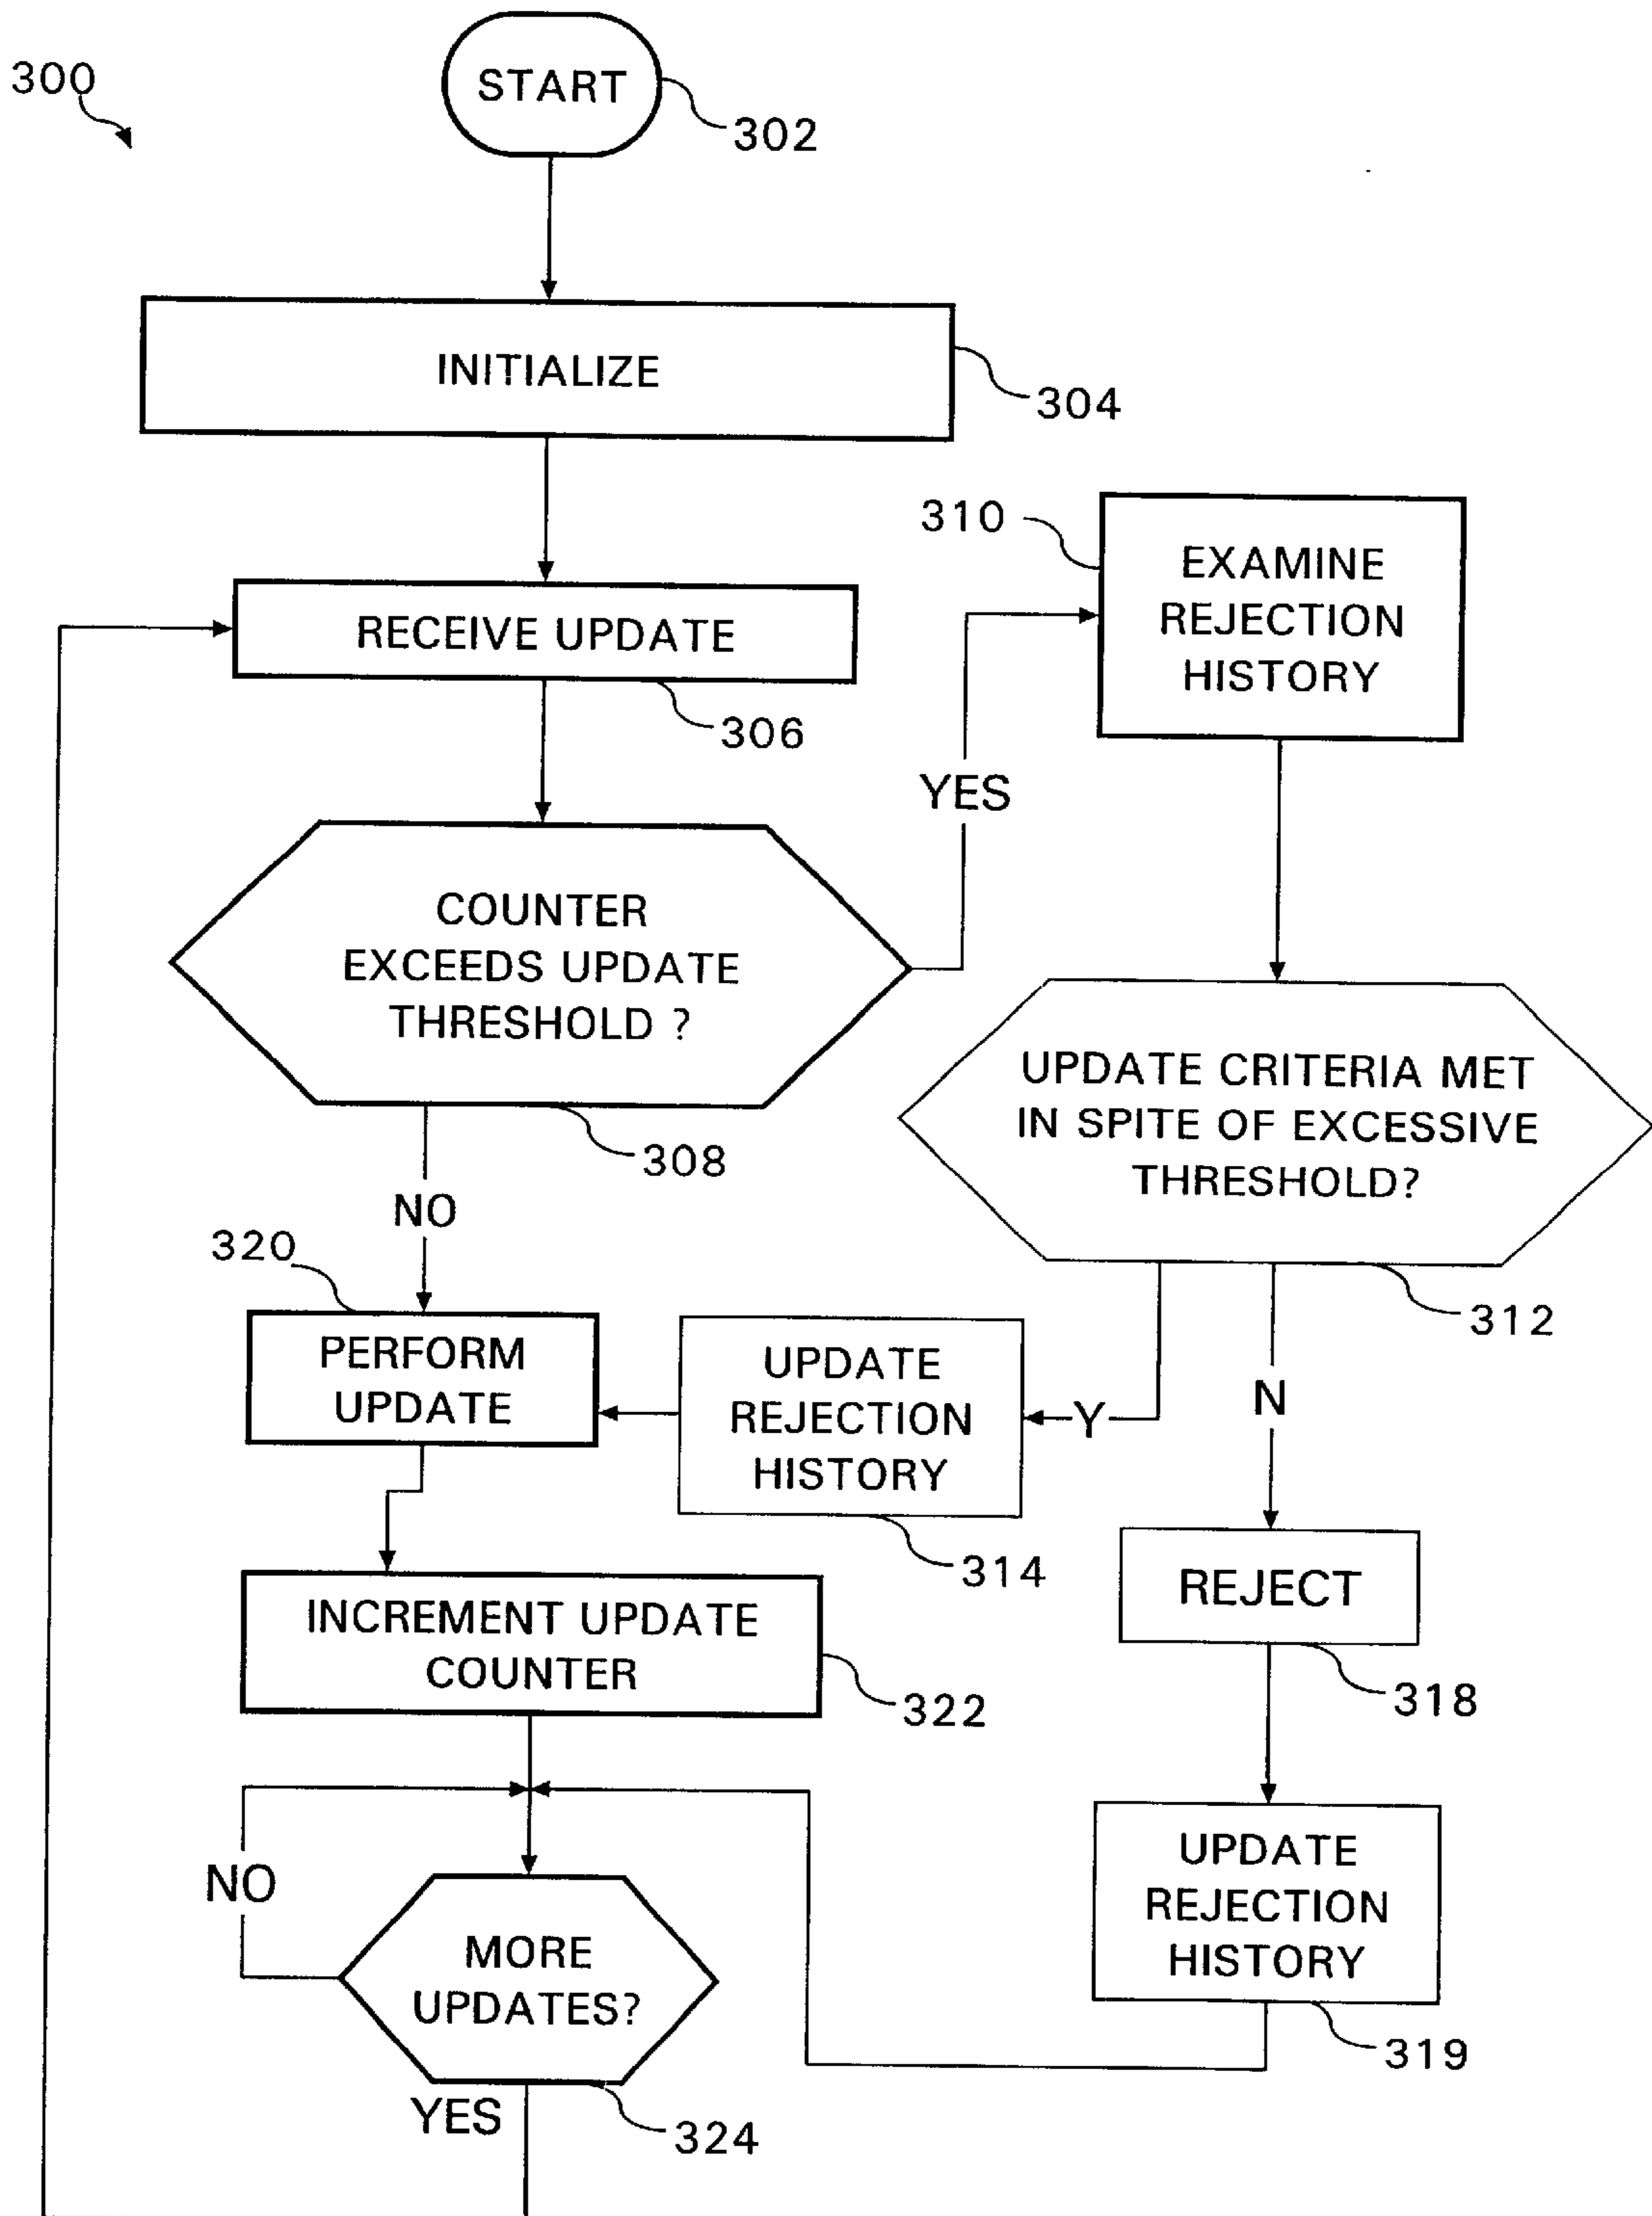 300
START
302
INITIALIZE
304
RECEIVE UPDATE
306
310
EXAMINE
REJECTION
HISTORY
YES
COUNTER
EXCEEDS UPDATE
THRESHOLD ?
308
UPDATE CRITERIA MET
IN SPITE OF EXCESSIVE
THRESHOLD?
312
NO
320
PERFORM
UPDATE
UPDATE
REJECTION
HISTORY
314
Y
N
REJECT
318
INCREMENT UPDATE
COUNTER
322
UPDATE
REJECTION
HISTORY
319
NO
MORE
UPDATES?
YES
324